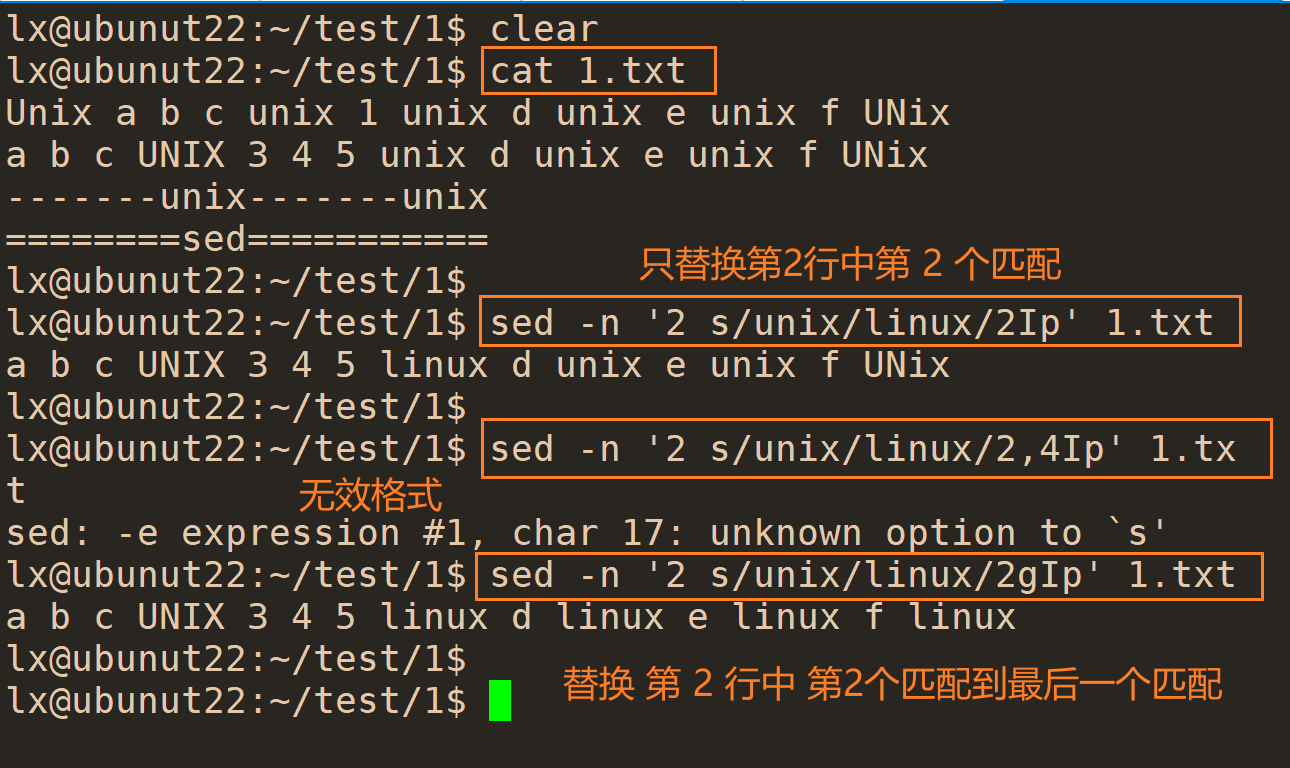 lx@ubunut22:~/test/1$ clear
lx@ubunut22:~/test/1$ cat 1.txt
Unix a b c unix 1 unix d unix e unix f UNix
a b c UNIX 3 4 5 unix d unix e unix f UNix
-------unix-------unix
========sed===========
只替换第2行中第 2 个匹配
lx@ubunut22:~/test/1$
lx@ubunut22:~/test/1$ sed -n '2 s/unix/linux/2Ip' 1.txt
a b c UNIX 3 4 5 linux d unix e unix f UNix
lx@ubunut22:~/test/1$
lx@ubunut22:~/test/1$ sed -n '2 s/unix/linux/2,4Ip' 1.tx
t
无效格式
sed: -e expression #1, char 17: unknown option to `s'
lx@ubunut22:~/test/1$ sed -n '2 s/unix/linux/2gIp' 1.txt
a b c UNIX 3 4 5 linux d linux e linux f linux
lx@ubunut22:~/test/1$
替换 第 2 行中 第2个匹配到最后一个匹配
lx@ubunut22:~/test/1$